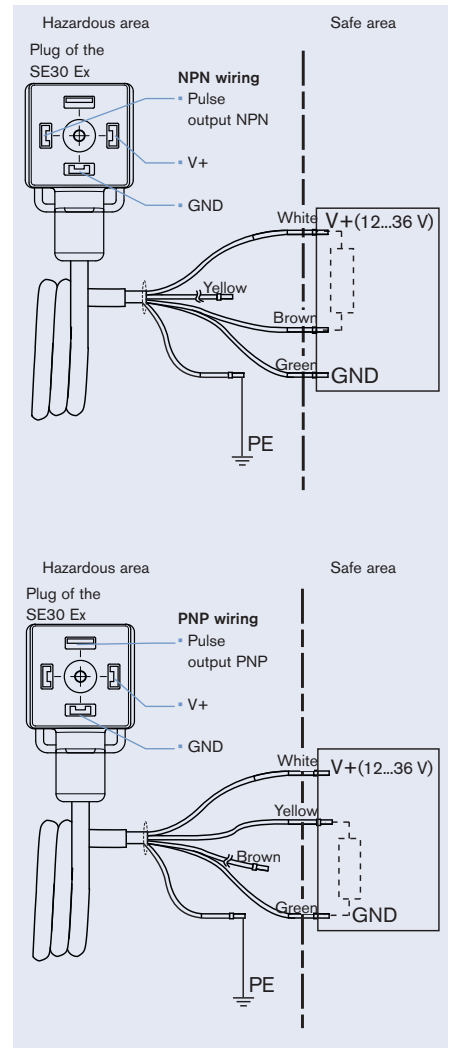 Hazardous area
Safe area
Plug of the
SE30 Ex
NPN wiring
Pulse
output NPN
V+
GND
White
V+(12...36 V)
Yellow
Brown
Green
GND
PE
Hazardous area
Safe area
Plug of the
SE30 Ex
PNP wiring
Pulse
output PNP
V+
GND
White
V+(12...36 V)
Yellow
Brown
Green
GND
PE